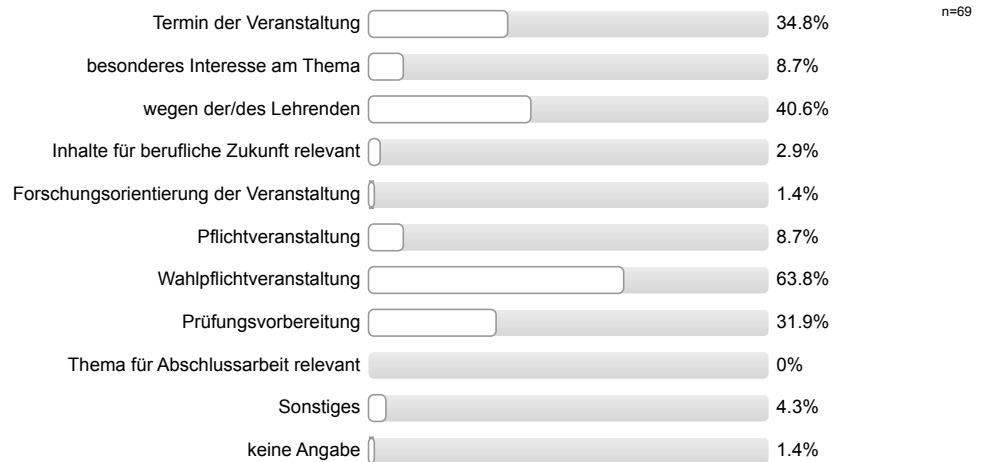 Termin der Veranstaltung 34.8% n=69
besonderes Interesse am Thema 8.7%
wegen der/des Lehrenden 40.6%
Inhalte für berufliche Zukunft relevant 2.9%
Forschungsorientierung der Veranstaltung 1.4%
Pflichtveranstaltung 8.7%
Wahlpflichtveranstaltung 63.8%
Prüfungsvorbereitung 31.9%
Thema für Abschlussarbeit relevant 0%
Sonstiges 4.3%
keine Angabe 1.4%